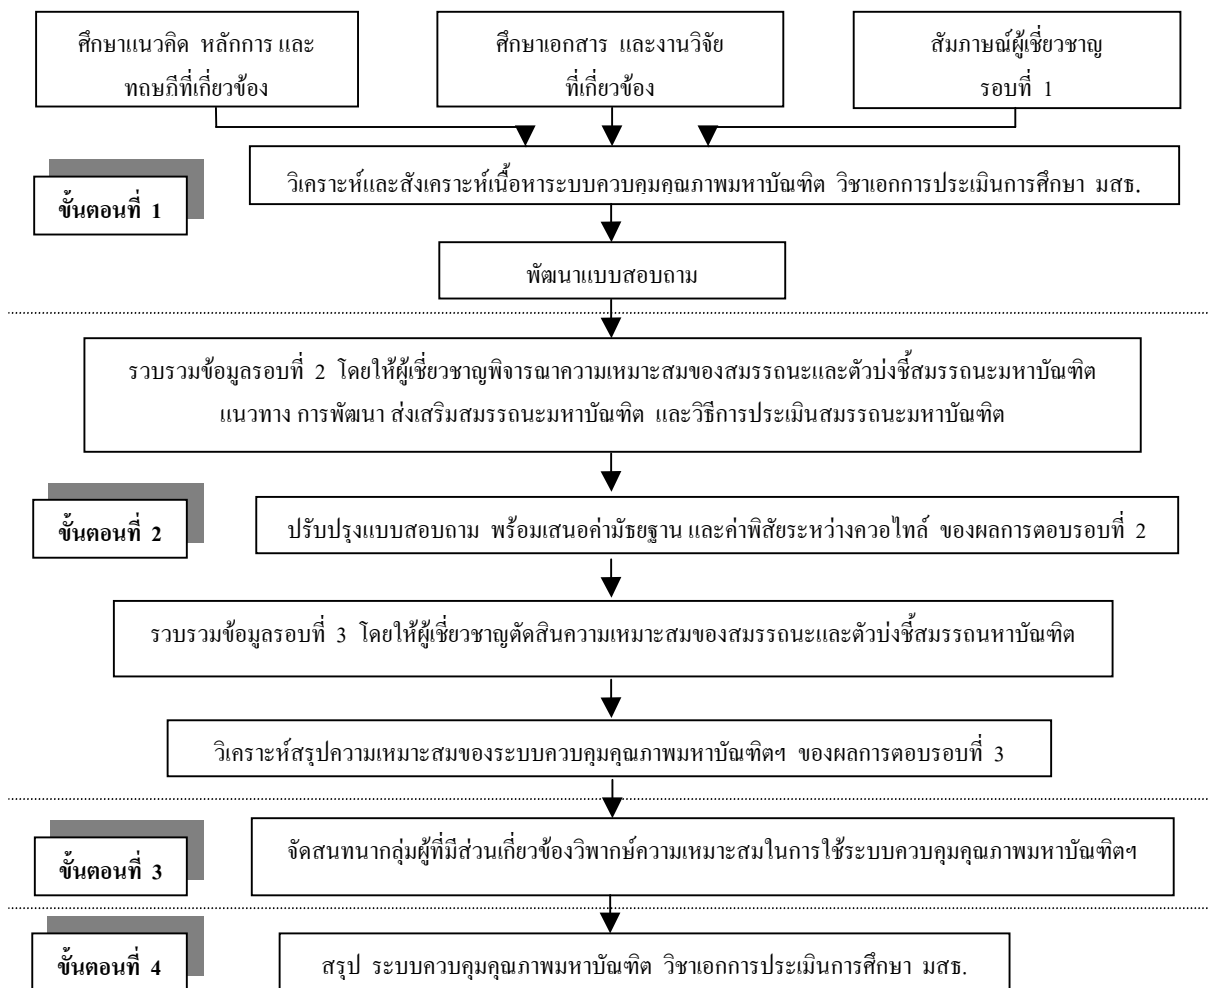 ศึกษาแนวคิด หลักการ และ
ทฤษฎีที่เกี่ยวข้อง
ศึกษาเอกสาร และงานวิจัย
ที่เกี่ยวข้อง
สัมภาษณ์ผู้เชี่ยวชาญ
รอบที่ 1
วิเคราะห์และสังเคราะห์เนื้อหาระบบควบคุมคุณภาพมหาบัณฑิต วิชาเอกการประเมินการศึกษา มสธ.
ขั้นตอนที่ 1
พัฒนาแบบสอบถาม
รวบรวมข้อมูลรอบที่ 2 โดยให้ผู้เชี่ยวชาญพิจารณาความเหมาะสมของสมรรถนะและตัวบ่งชี้สมรรถนะมหาบัณฑิต
แนวทาง การพัฒนา ส่งเสริมสมรรถนะมหาบัณฑิต และวิธีการประเมินสมรรถนะมหาบัณฑิต
ขั้นตอนที่ 2
ปรับปรุงแบบสอบถาม พร้อมเสนอค่ามัธยฐาน และค่าพิสัยระหว่างควอไทล์ ของผลการตอบรอบที่ 2
รวบรวมข้อมูลรอบที่ 3 โดยให้ผู้เชี่ยวชาญตัดสินความเหมาะสมของสมรรถนะและตัวบ่งชี้สมรรถนหาบัณฑิต
วิเคราะห์สรุปความเหมาะสมของระบบควบคุมคุณภาพมหาบัณฑิตฯ ของผลการตอบรอบที่ 3
จัดสนทนากลุ่มผู้ที่มีส่วนเกี่ยวข้องวิพากษ์ความเหมาะสมในการใช้ระบบควบคุมคุณภาพมหาบัณฑิตฯ
ขั้นตอนที่ 3
ขั้นตอนที่ 4
สรุป ระบบควบคุมคุณภาพมหาบัณฑิต วิชาเอกการประเมินการศึกษา มสธ.